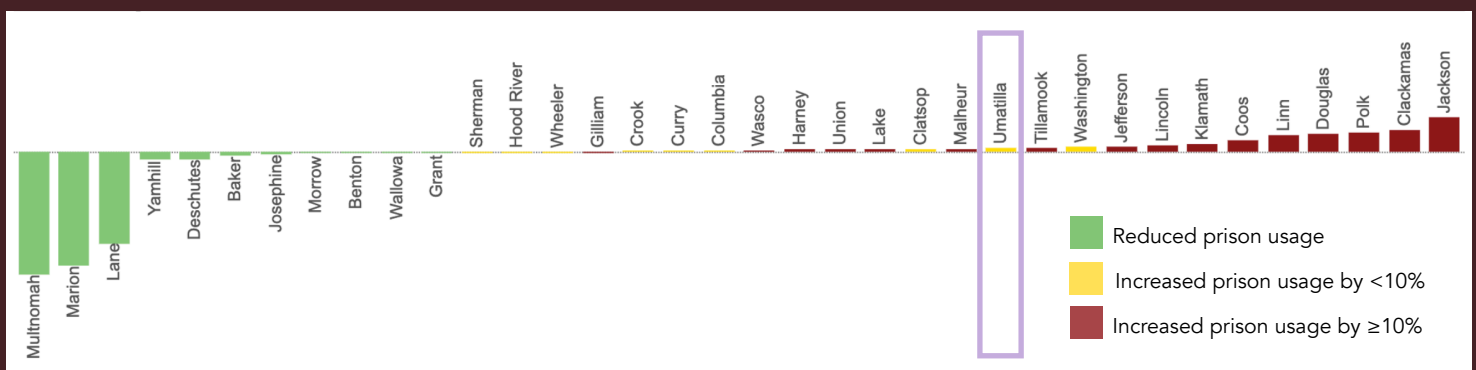 Multnomah
Marion
Lane
Yamhill
Deschutes
Baker
Josephine
Morrow
Benton
Wallowa
Grant
Sherman
Hood River
Wheeler
Gilliam
Crook
Curry
Columbia
Wasco
Harney
Union
Lake
Clatsop
Malheur
Umatilla
Tillamook
Washington
Jefferson
Lincoln
Klamath
Coos
Linn
Douglas
Polk
Clackamas
Jackson
Reduced prison usage
Increased prison usage by <10%
Increased prison usage by ≥10%